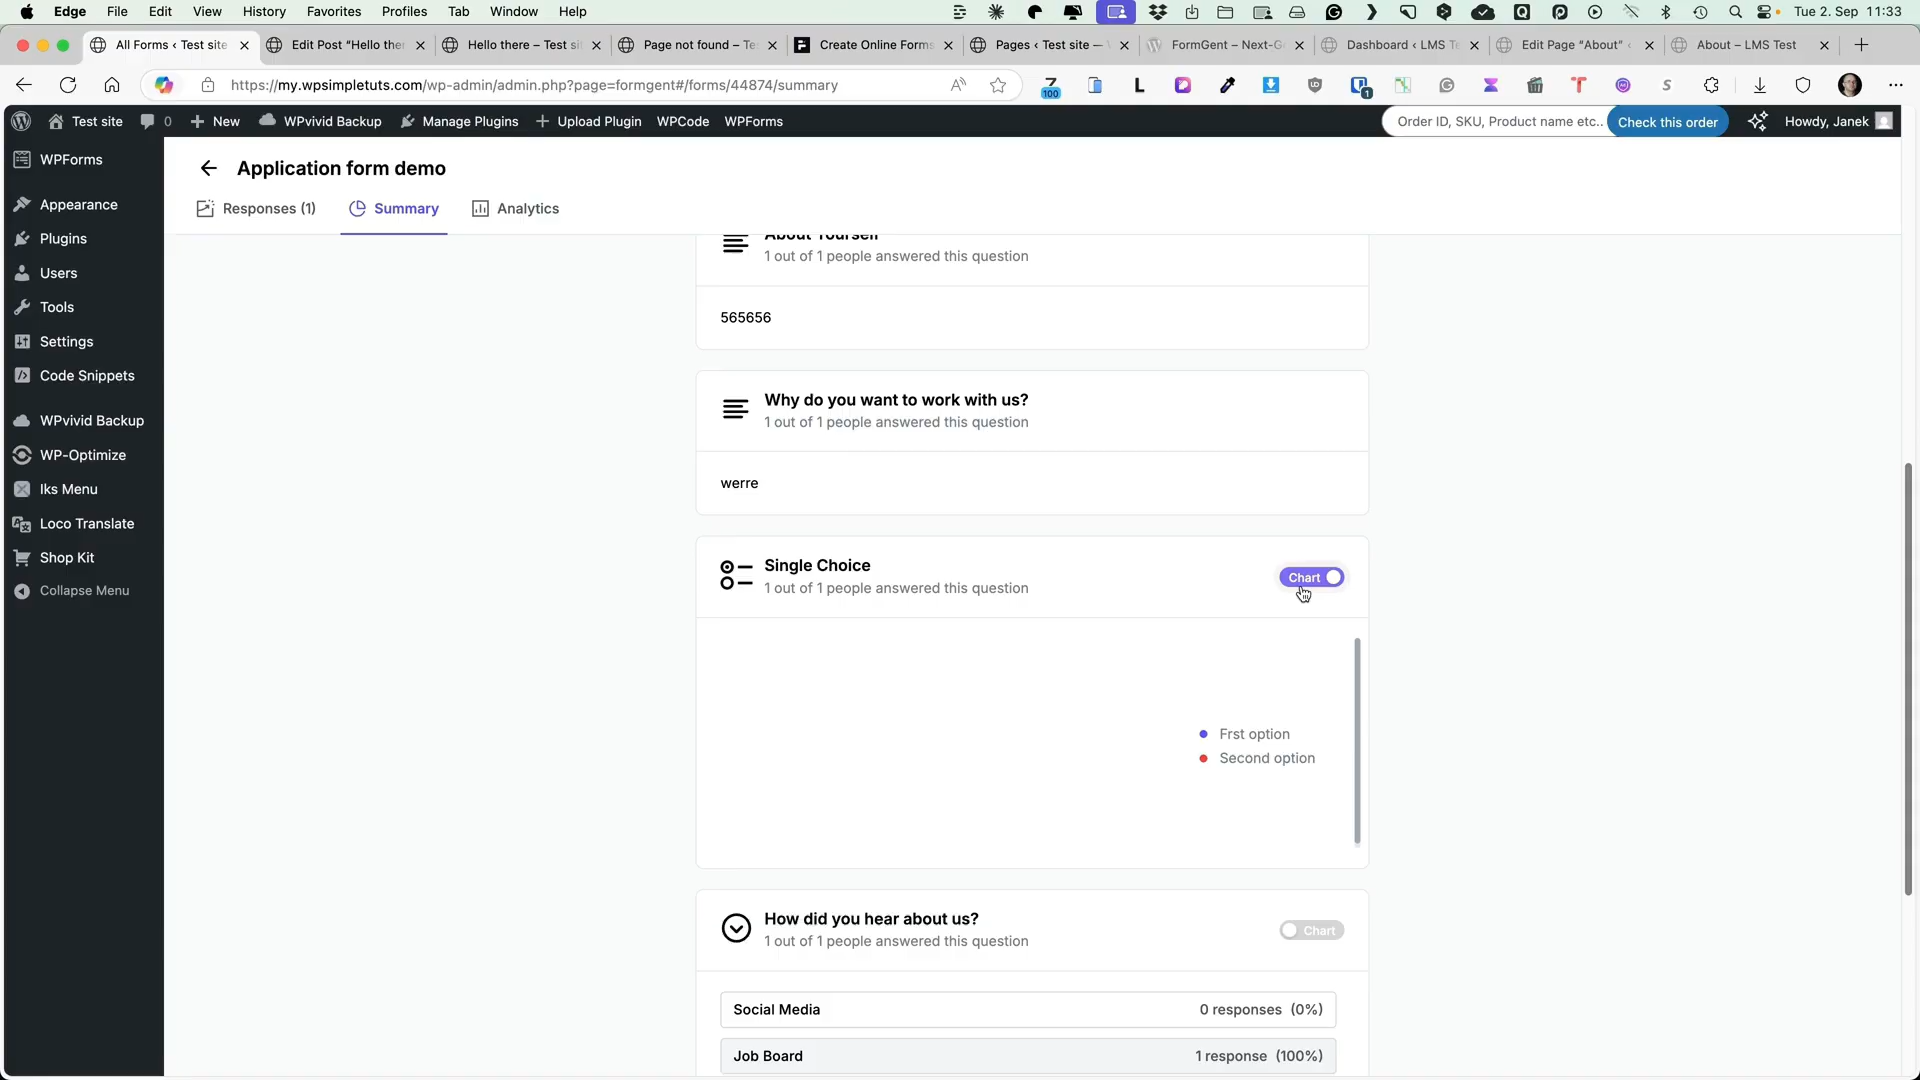 Edge File Edit View History Favorites Profiles Tab Window Help Tue 2. Sep 11:33
All Forms ‹ Test site
Edit Post “Hello the
Hello there – Test si
Page not found – Te
Create Online Forms
Pages ‹ Test site —
FormGent – Next-G
Dashboard ‹ LMS T
Edit Page “About” ‹
About – LMS Test
https://my.wpsimpletuts.com/wp-admin/admin.php?page=formgent#/forms/44874/summary
100
1
Test site 0 New WPvivid Backup Manage Plugins Upload Plugin WPCode WPForms Order ID, SKU, Product name etc.. Check this order Howdy, Janek
WPForms
Appearance
Plugins
Users
Tools
Settings
Code Snippets
WPvivid Backup
WP-Optimize
Iks Menu
Loco Translate
Shop Kit
Collapse Menu
Application form demo
Responses (1) Summary Analytics
About Yourself
1 out of 1 people answered this question
565656
Why do you want to work with us?
1 out of 1 people answered this question
werre
Single Choice
1 out of 1 people answered this question
Chart
Frst option
Second option
How did you hear about us?
1 out of 1 people answered this question
Chart
Social Media 0 responses (0%)
Job Board 1 response (100%)